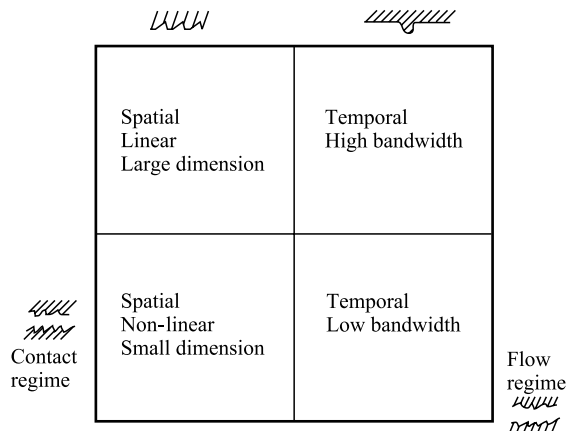 Spatial
Linear
Large dimension
Temporal
High bandwidth
Spatial
Non-linear
Small dimension
Temporal
Low bandwidth
Contact
regime
Flow
regime